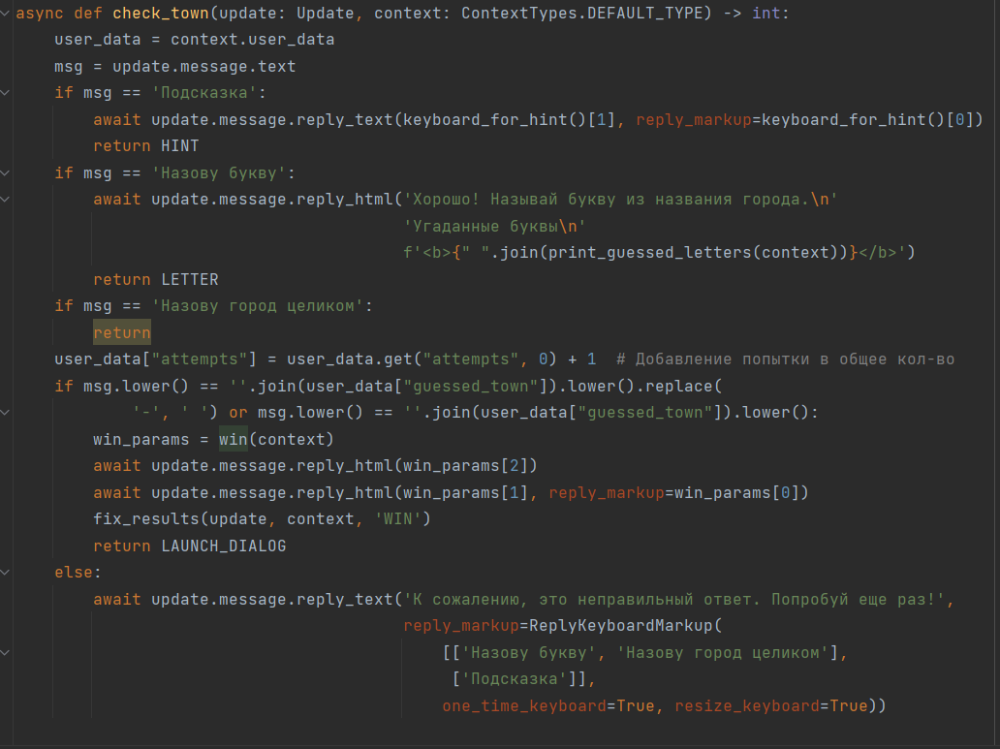 async def check_town(update: Update, context: ContextTypes.DEFAULT_TYPE) -> int:
    user_data = context.user_data
    msg = update.message.text
    if msg == 'Подсказка':
        await update.message.reply_text(keyboard_for_hint()[1], reply_markup=keyboard_for_hint()[0])
        return HINT
    if msg == 'Назову букву':
        await update.message.reply_html('Хорошо! Называй букву из названия города.\n'
                                        'Угаданные буквы\n'
                                        f'<b>{" ".join(print_guessed_letters(context))}</b>')
        return LETTER
    if msg == 'Назову город целиком':
        return
    user_data["attempts"] = user_data.get("attempts", 0) + 1  # Добавление попытки в общее кол-во
    if msg.lower() == ''.join(user_data["guessed_town"]).lower().replace(
            '-', ' ') or msg.lower() == ''.join(user_data["guessed_town"]).lower():
        win_params = win(context)
        await update.message.reply_html(win_params[2])
        await update.message.reply_html(win_params[1], reply_markup=win_params[0])
        fix_results(update, context, 'WIN')
        return LAUNCH_DIALOG
    else:
        await update.message.reply_text('К сожалению, это неправильный ответ. Попробуй еще раз!',
                                        reply_markup=ReplyKeyboardMarkup(
                                            [['Назову букву', 'Назову город целиком'],
                                             ['Подсказка']],
                                            one_time_keyboard=True, resize_keyboard=True))